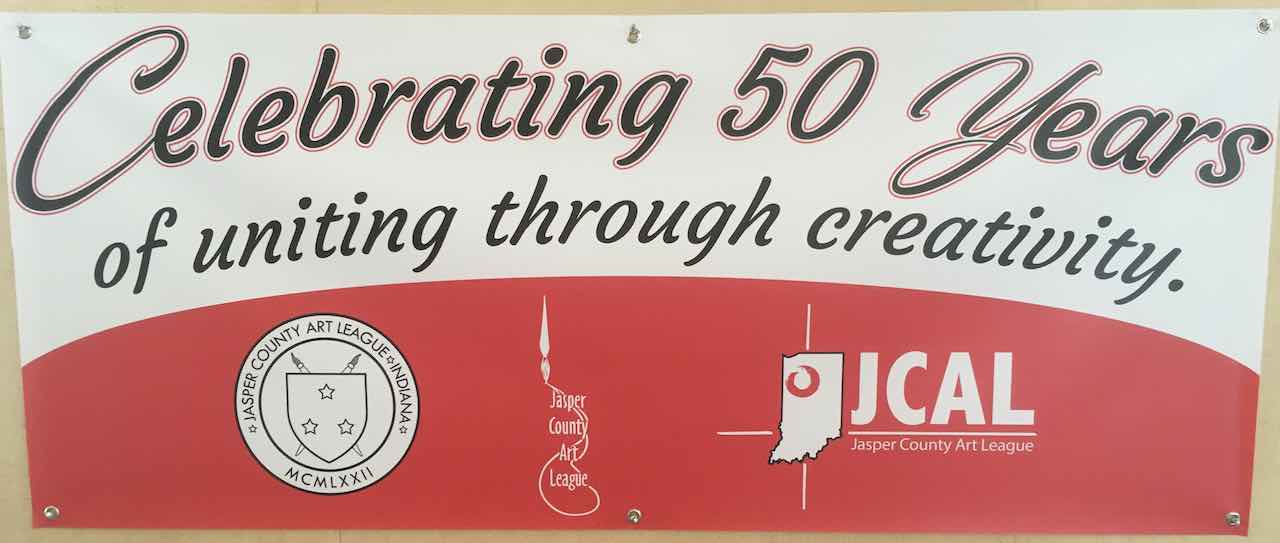 Celebrating 50 Years
of uniting through creativity.
JASPER COUNTY ART LEAGUE☆INDIANA☆
MCMLXXII
Jasper
County
Art
League
JCAL
Jasper County Art League